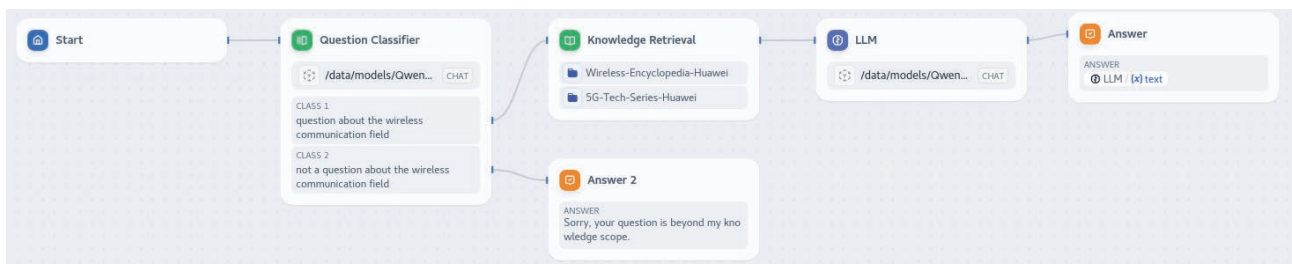 Start
Question Classifier
/data/models/Qwen... CHAT
CLASS 1
question about the wireless
communication field
CLASS 2
not a question about the wireless
communication field
Knowledge Retrieval
Wireless-Encyclopedia-Huawei
5G-Tech-Series-Huawei
Answer 2
ANSWER
Sorry, your question is beyond my kno
wledge scope.
LLM
/data/models/Qwen... CHAT
Answer
ANSWER
LLM / {x} text